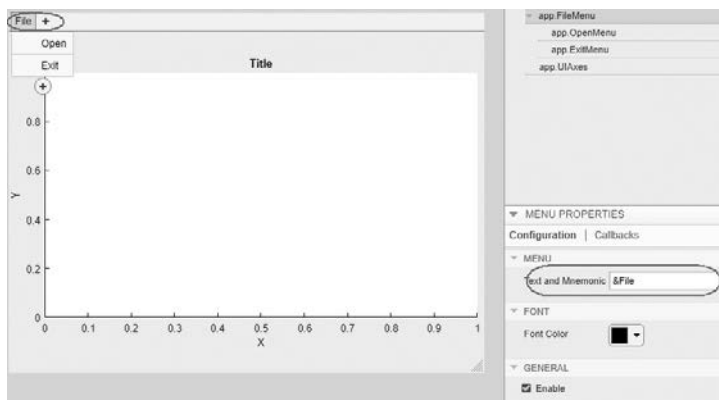 File +
Open
Exit
+
Title
0.8
0.6
Y
0.4
0.2
0
0 0.1 0.2 0.3 0.4 0.5 0.6 0.7 0.8 0.9 1
X
app.FileMenu
app.OpenMenu
app.ExitMenu
app.UIAxes
MENU PROPERTIES
Configuration | Callbacks
MENU
Text and Mnemonic &File
FONT
Font Color
GENERAL
Enable